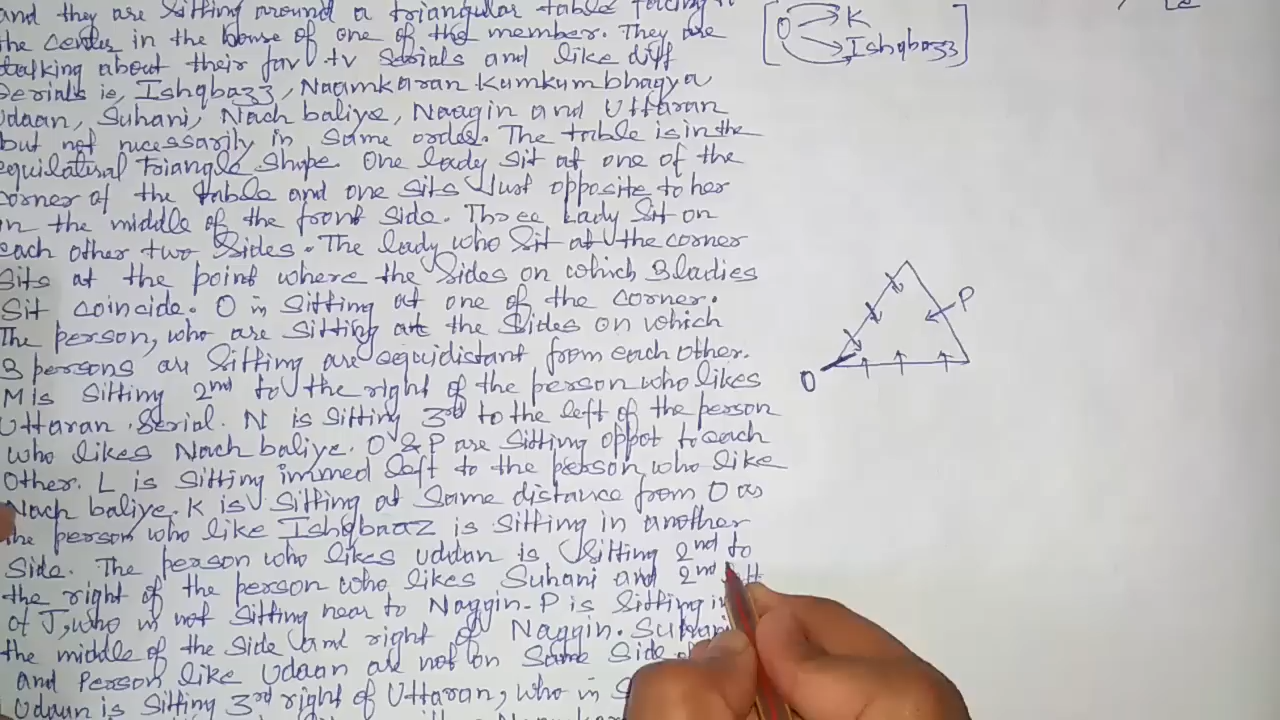 and they are sitting around a triangular table facing
the center in the house of one of the member. They are
talking about their fav tv serials and like diff
Serials ie, Ishqbazz, Naamkaran Kumkum bhagya
Udaan, Suhani, Nach baliye, Naagin and Uttaran
but not necessarily in Same order. The table is in the
equilateral triangle shape. One lady sit at one of the
corner of the table and one sits Just opposite to her
in the middle of the front side. Three Lady sit on
each other two Sides. The lady who sit at the corner
sits at the point where the sides on which 3 ladies
sit coincide. O is sitting at one of the corner.
The person, who are sitting at the Sides on which
3 persons are sitting are equidistant from each other.
M is sitting 2nd to the right of the person who likes
Uttaran Serial. N is sitting 3rd to the left of the person
who likes Nach baliye. O & P are sitting oppot to each
Other. L is sitting immed left to the person who like
Nach baliye. K is sitting at Same distance from O as
the person who like Ishqbaaz is sitting in another
Side. The person who likes Uddan is sitting 2nd to
the right of the person who likes Suhani and 2nd
of J, who is not sitting near to Naggin. P is sitting in
the middle of the side and right of Naggin. Suhani
and Person like Udaan are not on Same Side
Udaan is sitting 3rd right of Uttaran, who is
O K
Ishqbazz
P
O